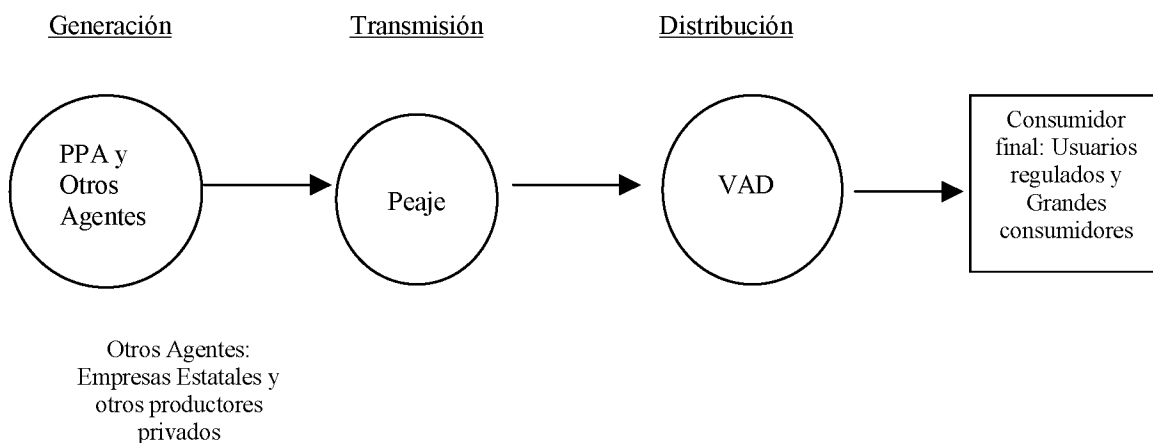 Generación
Transmisión
Distribución
PPA y
Otros
Agentes
Peaje
VAD
Consumidor
final: Usuarios
regulados y
Grandes
consumidores
Otros Agentes:
Empresas Estatales y
otros productores
privados